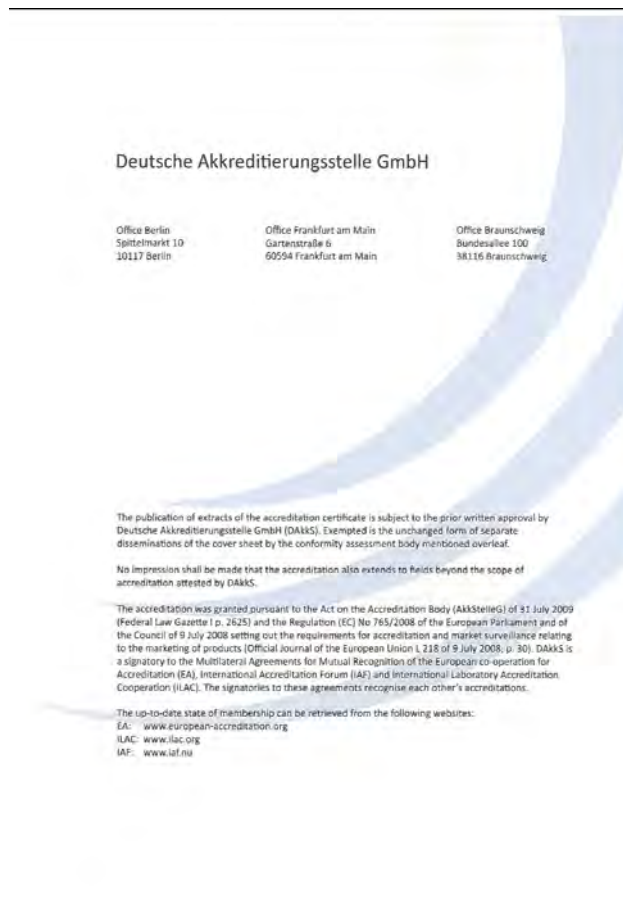 Deutsche Akkreditierungsstelle GmbH
Office Berlin
Spittelmarkt 10
10117 Berlin
Office Frankfurt am Main
Gartenstraße 6
60594 Frankfurt am Main
Office Braunschweig
Bundesallee 100
38116 Braunschweig
The publication of extracts of the accreditation certificate is subject to the prior written approval by
Deutsche Akkreditierungsstelle GmbH (DAkkS). Exempted is the unchanged form of separate
disseminations of the cover sheet by the conformity assessment body mentioned overleaf.
No impression shall be made that the accreditation also extends to fields beyond the scope of
accreditation attested by DAkkS.
The accreditation was granted pursuant to the Act on the Accreditation Body (AkkStelleG) of 31 July 2009
(Federal Law Gazette I p. 2625) and the Regulation (EC) No 765/2008 of the European Parliament and of
the Council of 9 July 2008 setting out the requirements for accreditation and market surveillance relating
to the marketing of products (Official Journal of the European Union L 218 of 9 July 2008, p. 30). DAkkS is
a signatory to the Multilateral Agreements for Mutual Recognition of the European co-operation for
Accreditation (EA), International Accreditation Forum (IAF) and International Laboratory Accreditation
Cooperation (ILAC). The signatories to these agreements recognise each other's accreditations.
The up-to-date state of membership can be retrieved from the following websites:
EA: www.european-accreditation.org
ILAC: www.ilac.org
IAF: www.iaf.nu